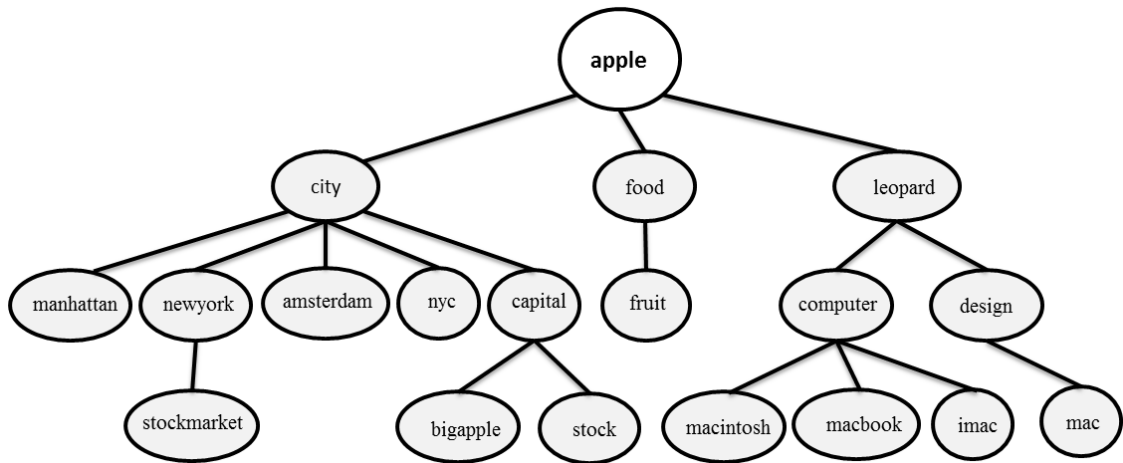 apple
city
food
leopard
manhattan
newyork
amsterdam
nyc
capital
fruit
computer
design
stockmarket
bigapple
stock
macintosh
macbook
imac
mac